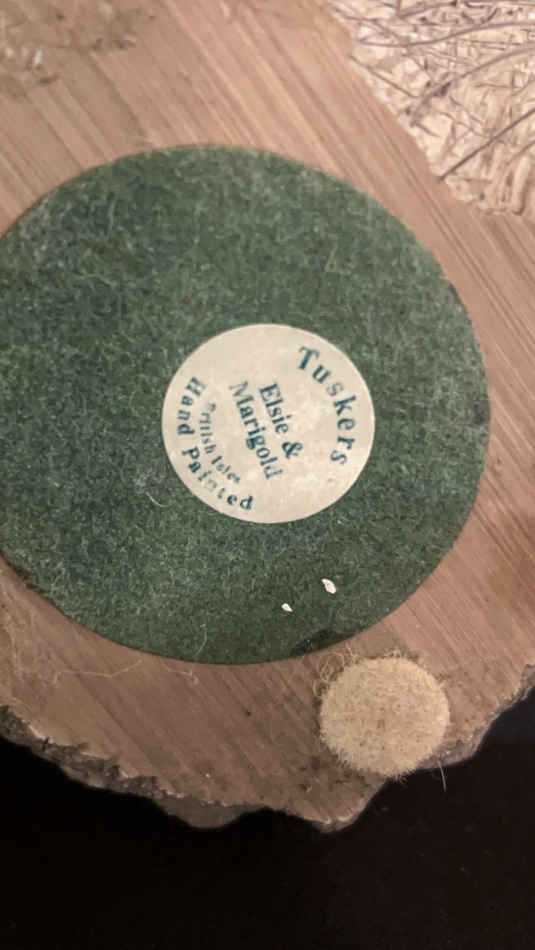 Tuskers
Elsie &
Marigold
British Isles
Hand Painted